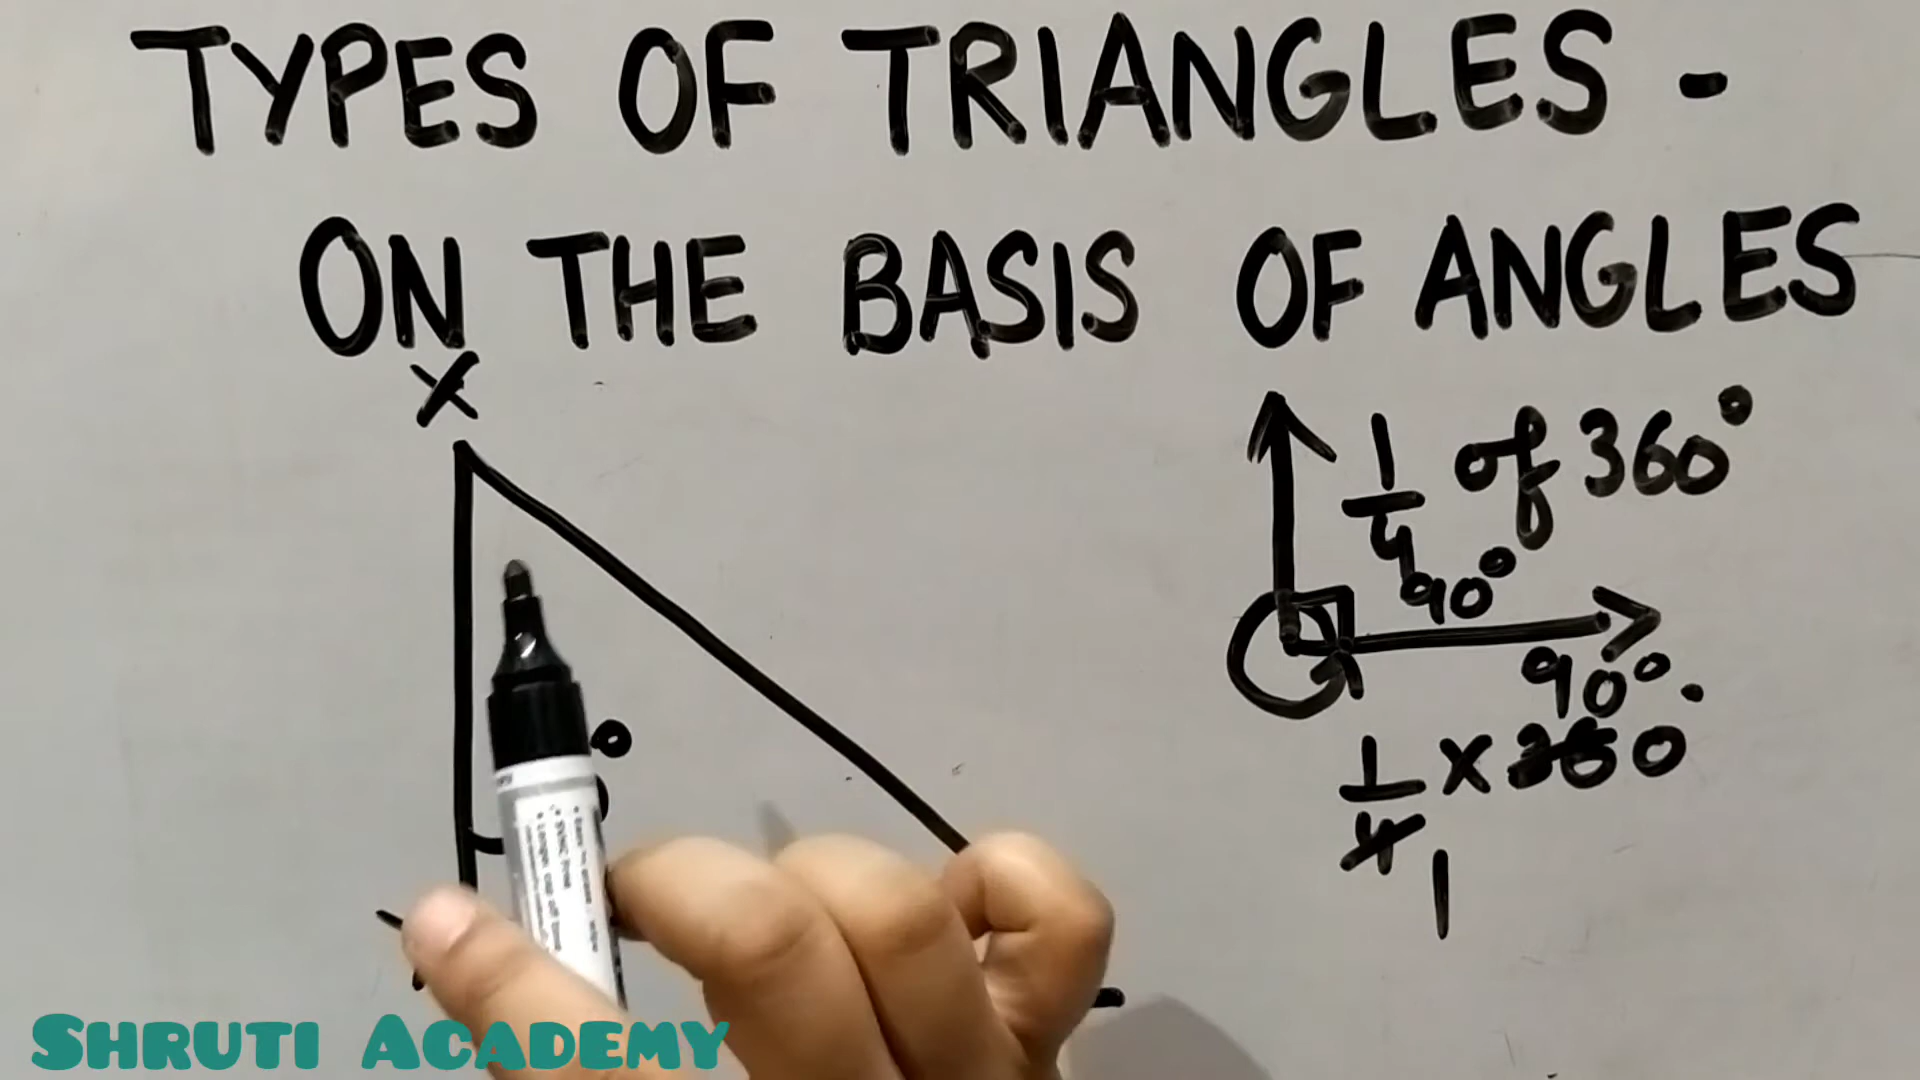 TYPES OF TRIANGLES -
ON THE BASIS OF ANGLES
X
1/4 of 360°
90°
90°.
1/4 x 360
1
SHRUTI ACADEMY